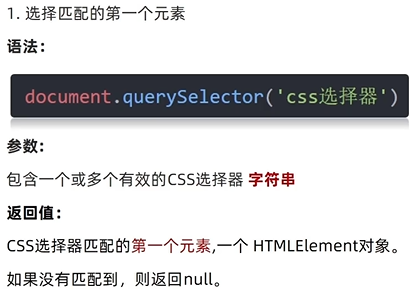 1. 选择匹配的第一个元素
语法：
document.querySelector('css选择器')
参数：
包含一个或多个有效的CSS选择器 字符串
返回值：
CSS选择器匹配的第一个元素,一个 HTMLElement对象。
如果没有匹配到，则返回null。